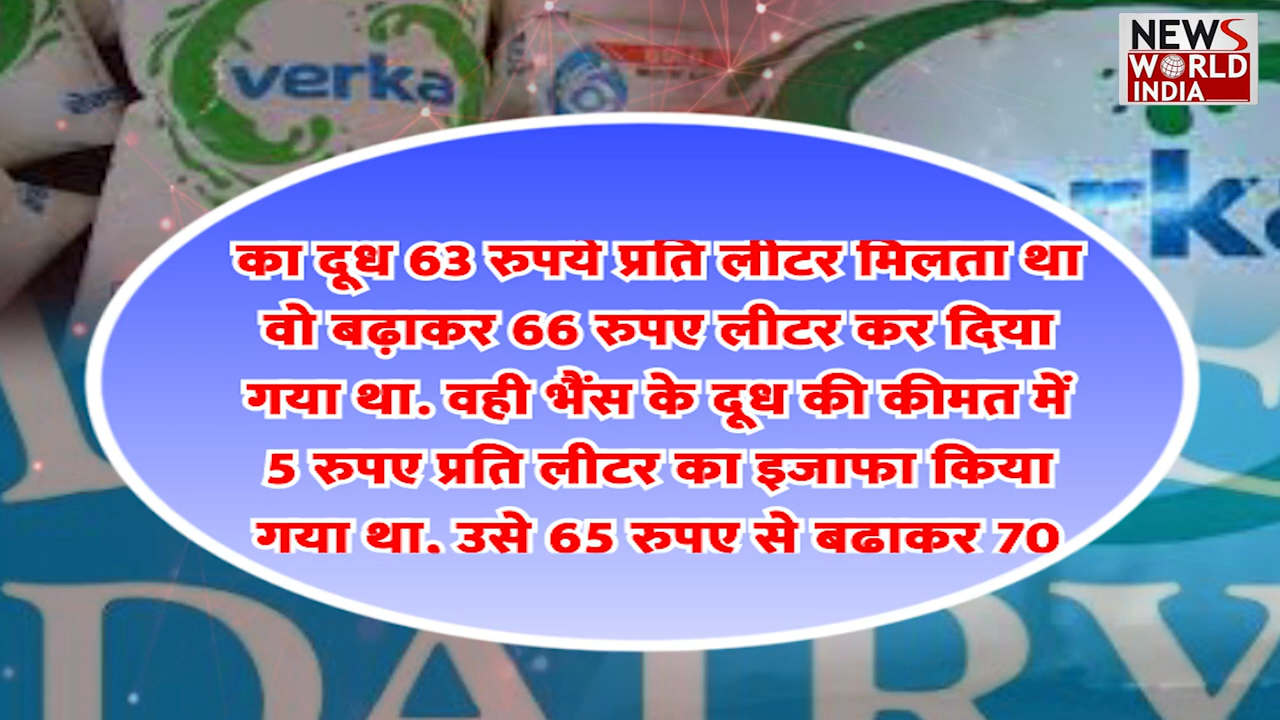 verka
NEWS
WORLD
INDIA
का दूध 63 रुपये प्रति लीटर मिलता था
वो बढ़ाकर 66 रुपए लीटर कर दिया
गया था. वही भैंस के दूध की कीमत में
5 रुपए प्रति लीटर का इजाफा किया
गया था. उसे 65 रुपए से बढाकर 70
DAIRY